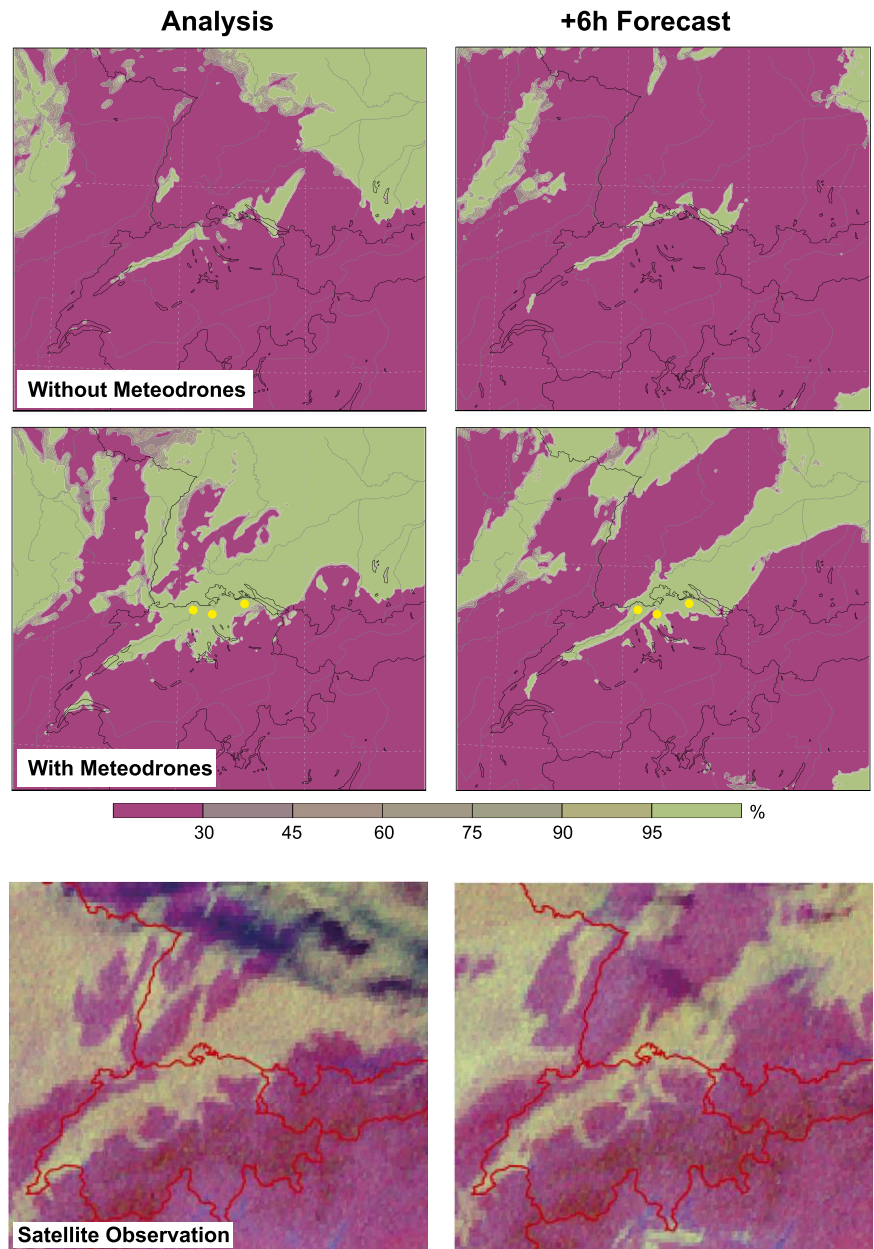 Analysis
+6h Forecast
Without Meteodrones
With Meteodrones
%
30 45 60 75 90 95
Satellite Observation